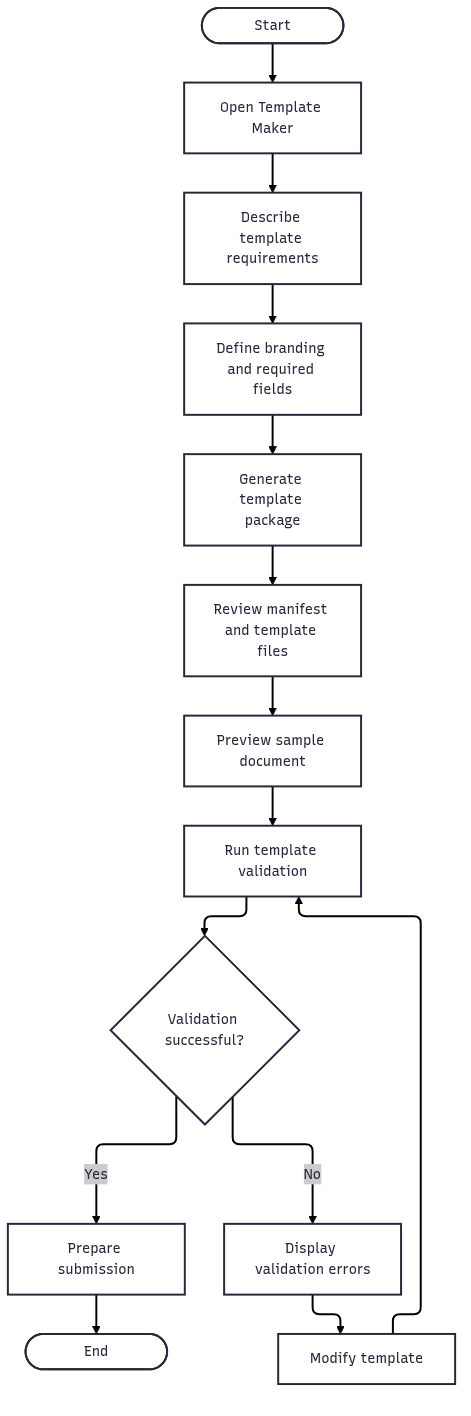 Start
Open Template
Maker
Describe
template
requirements
Define branding
and required
fields
Generate
template
package
Review manifest
and template
files
Preview sample
document
Run template
validation
Validation
successful?
Yes
No
Prepare
submission
Display
validation errors
End
Modify template